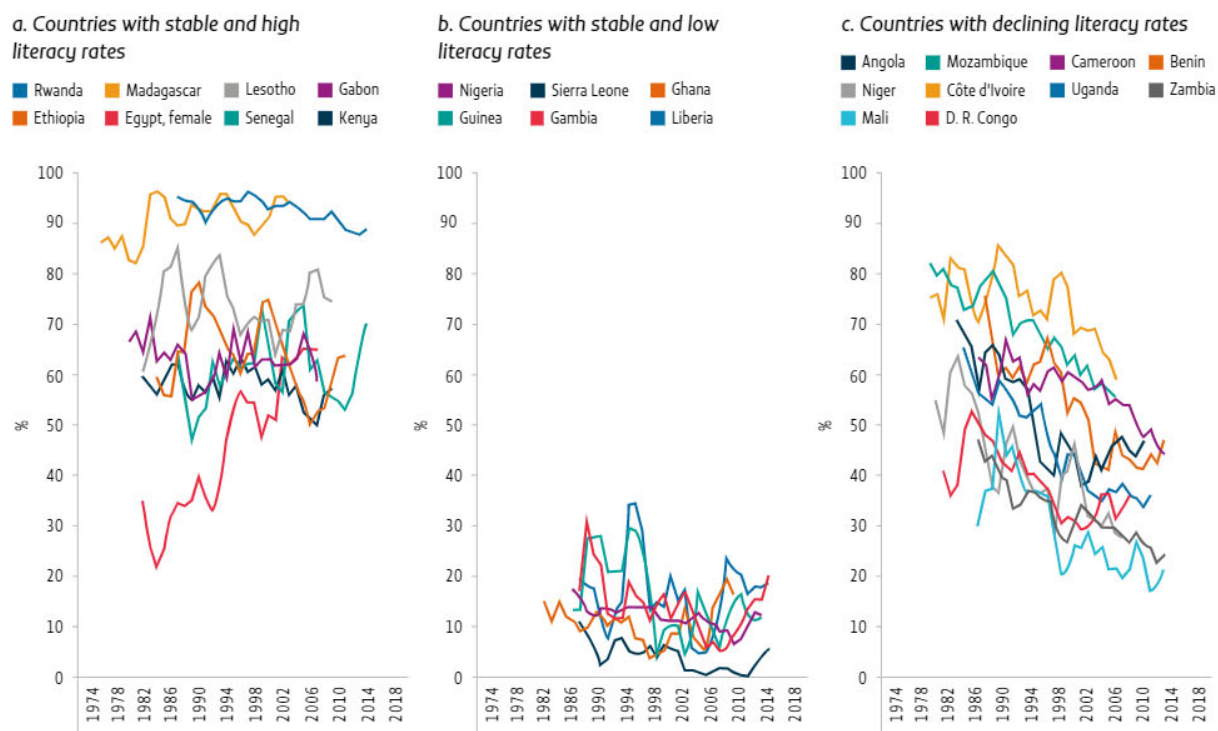 a. Countries with stable and high
literacy rates
Rwanda Madagascar Lesotho Gabon
Ethiopia Egypt, female Senegal Kenya
100
90
80
70
60
50
40
30
20
10
0
%
1974 1978 1982 1986 1990 1994 1998 2002 2006 2010 2014 2018
b. Countries with stable and low
literacy rates
Nigeria Sierra Leone Ghana
Guinea Gambia Liberia
100
90
80
70
60
50
40
30
20
10
0
%
1974 1978 1982 1986 1990 1994 1998 2002 2006 2010 2014 2018
c. Countries with declining literacy rates
Angola Mozambique Cameroon Benin
Niger Côte d'Ivoire Uganda Zambia
Mali D. R. Congo
100
90
80
70
60
50
40
30
20
10
0
%
1974 1978 1982 1986 1990 1994 1998 2002 2006 2010 2014 2018